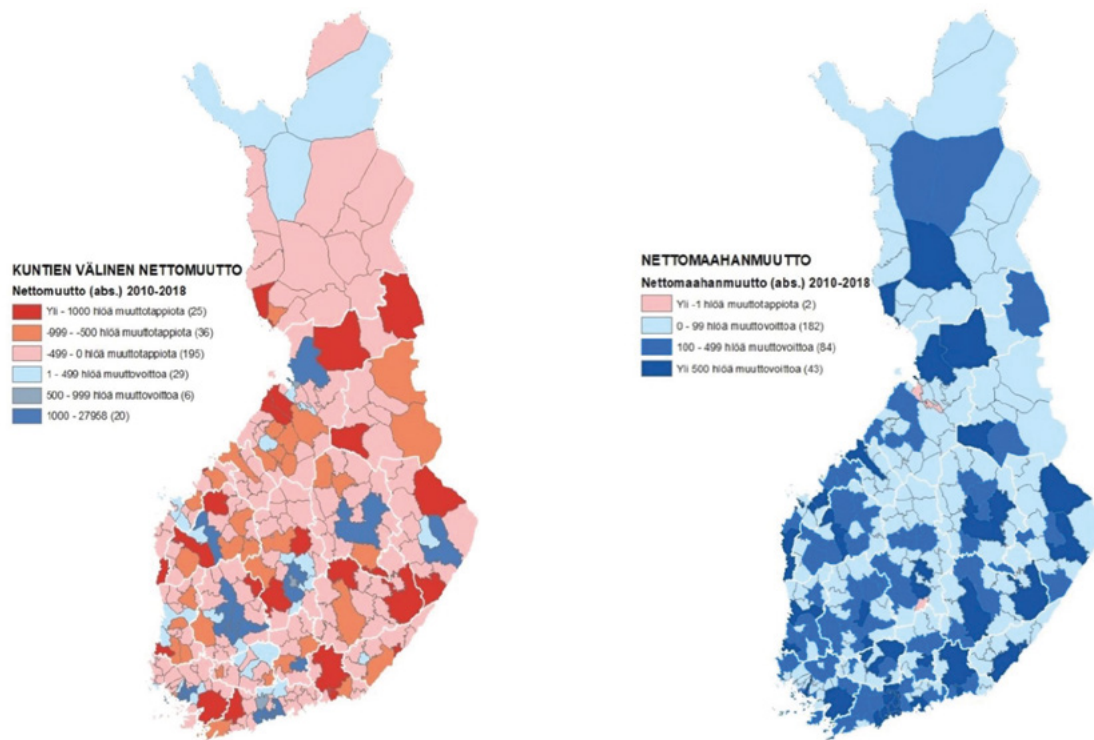 KUNTIEN VÄLINEN NETTOMUUTTO
Nettomuutto (abs.) 2010-2018
Yli - 1000 hlöä muuttotappiota (25)
-999 - -500 hlöä muuttotappiota (36)
-499 - 0 hlöä muuttotappiota (195)
1 - 499 hlöä muuttovoittoa (29)
500 - 999 hlöä muuttovoittoa (6)
1000 - 27958 (20)
NETTOMAAHANMUUTTO
Nettomaahanmuutto (abs.) 2010-2018
Yli -1 hlöä muuttotappiota (2)
0 - 99 hlöä muuttovoittoa (182)
100 - 499 hlöä muuttovoittoa (84)
Yli 500 hlöä muuttovoittoa (43)